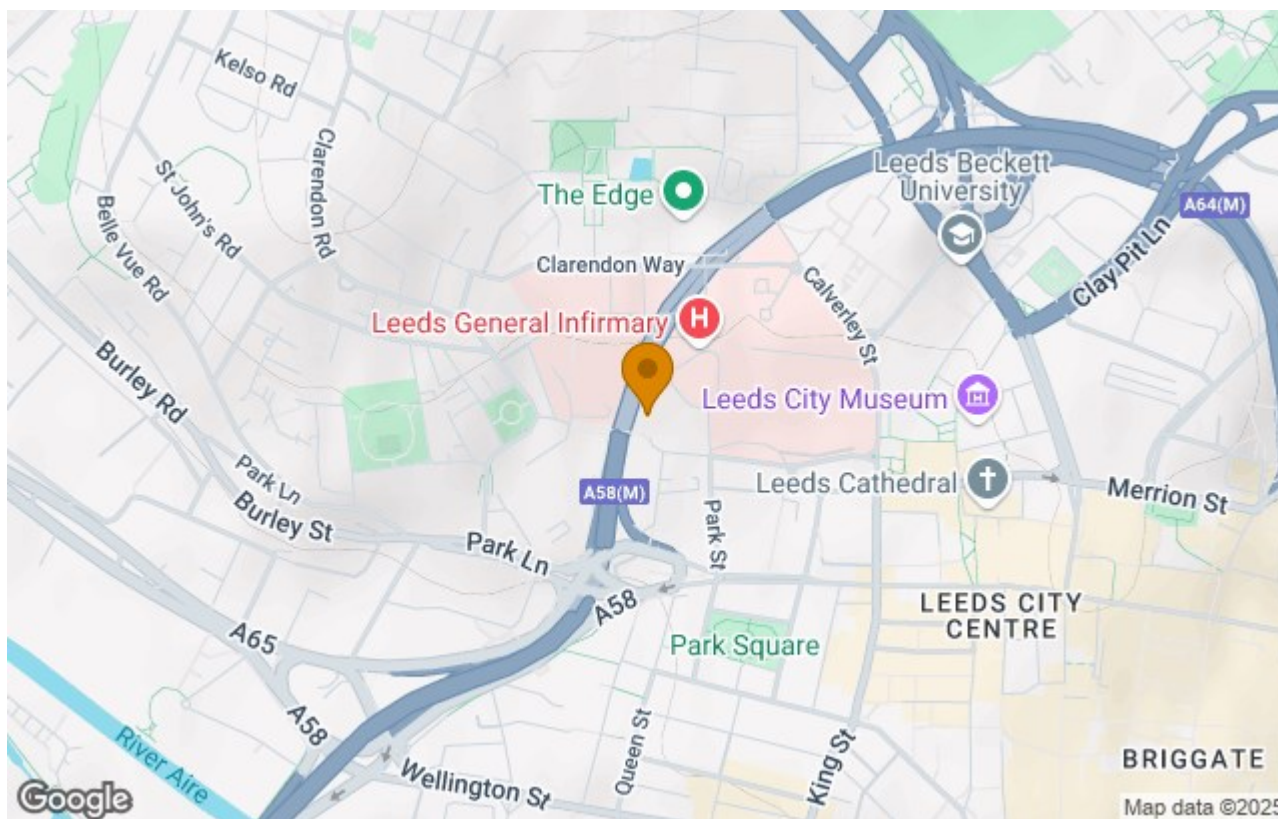 Kelso Rd
Clarendon Rd
St John's Rd
Belle Vue Rd
The Edge
Leeds Beckett
University
A64(M)
Clay Pit Ln
Clarendon Way
Calverley St
Leeds General Infirmary
H
Burley Rd
Leeds City Museum
Park Ln
Burley St
A58(M)
Leeds Cathedral
Merrion St
Park St
Park Ln
A58
LEEDS CITY
CENTRE
A65
Park Square
A58
River Aire
Queen St
King St
Wellington St
BRIGGATE
Google
Map data ©2025